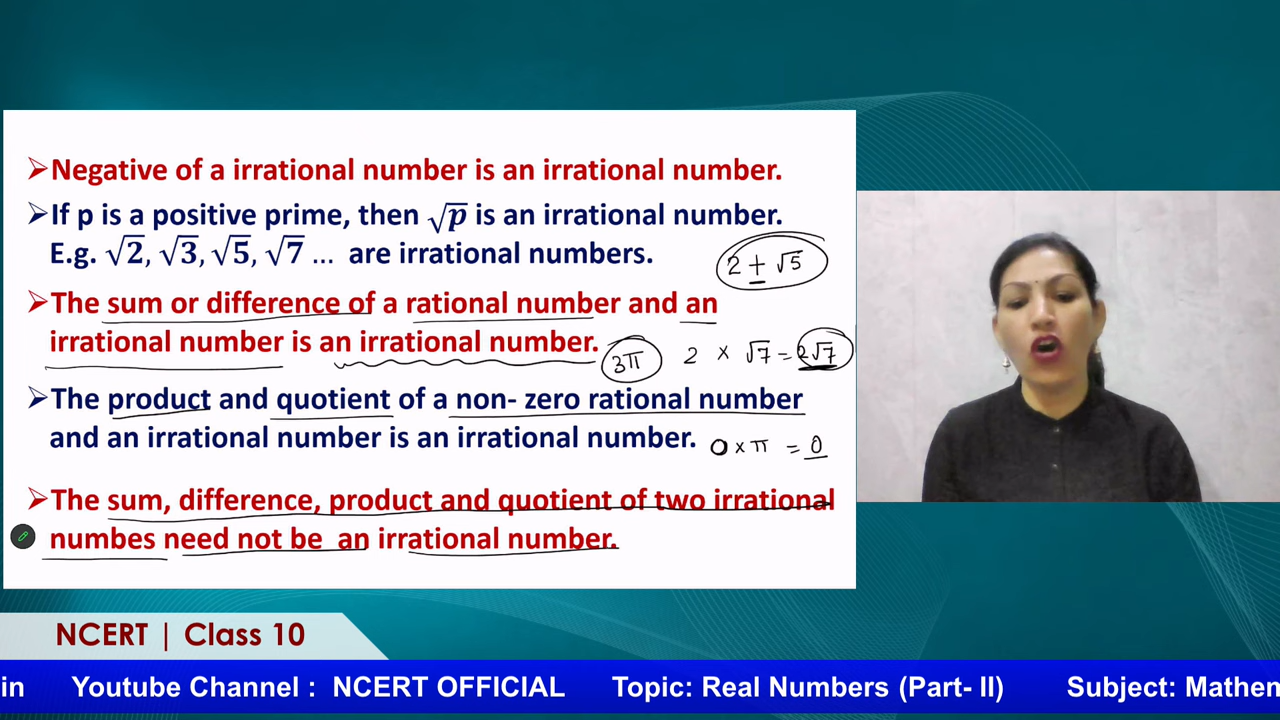 ➢Negative of a irrational number is an irrational number.
➢If p is a positive prime, then √p is an irrational number.
E.g. √2, √3, √5, √7 ... are irrational numbers.
2 ± √5
➢The sum or difference of a rational number and an
irrational number is an irrational number.
3π
2 × √7 = 2√7
➢The product and quotient of a non- zero rational number
and an irrational number is an irrational number.
0 × π = 0
➢The sum, difference, product and quotient of two irrational
numbes need not be an irrational number.
NCERT | Class 10
in Youtube Channel : NCERT OFFICIAL Topic: Real Numbers (Part- II) Subject: Mathem